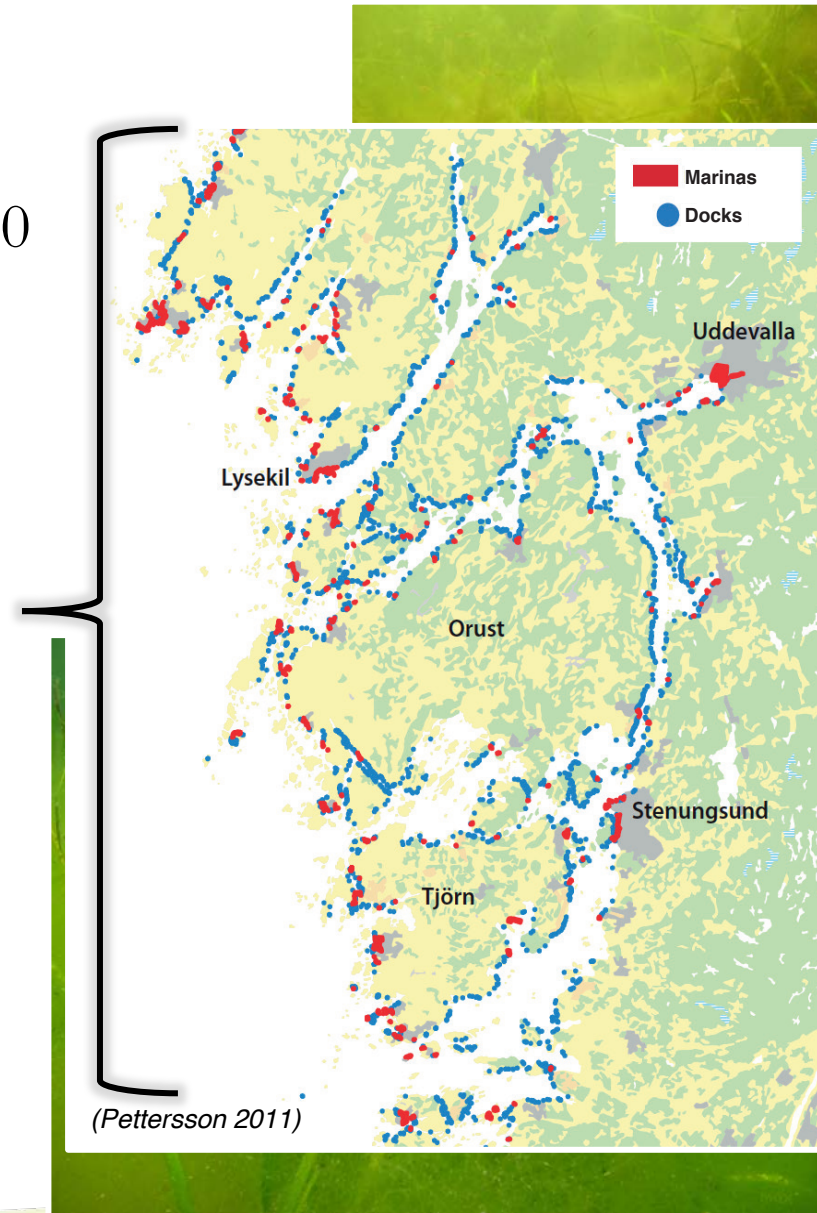 0
Marinas
Docks
Uddevalla
Lysekil
Orust
Stenungsund
Tjörn
(Pettersson 2011)